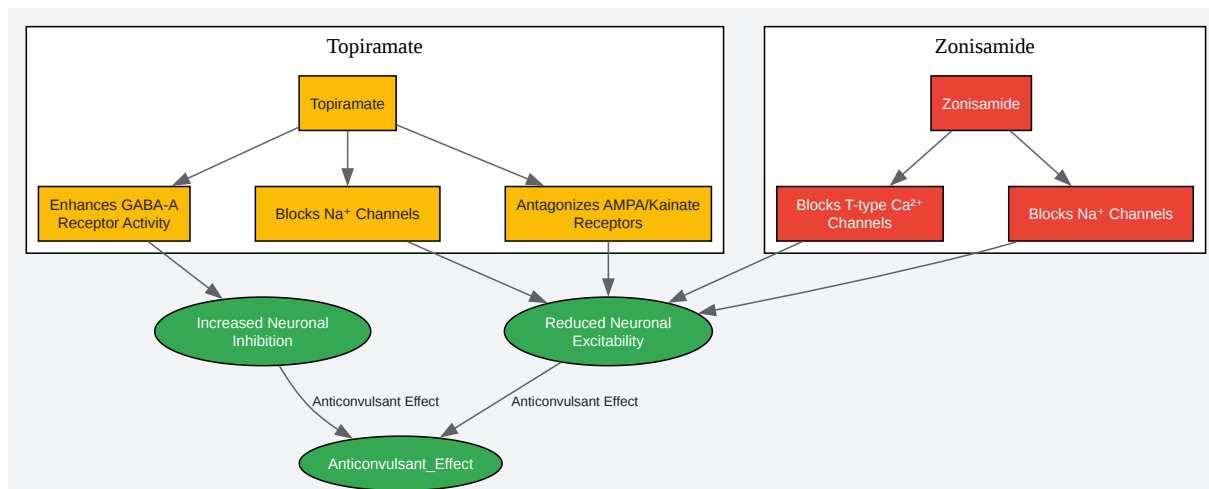 Topiramate
Zonisamide
Topiramate
Zonisamide
Enhances GABA-A
Receptor Activity
Blocks Na⁺ Channels
Antagonizes AMPA/Kainate
Receptors
Blocks T-type Ca²⁺
Channels
Blocks Na⁺ Channels
Increased Neuronal
Inhibition
Reduced Neuronal
Excitability
Anticonvulsant Effect
Anticonvulsant Effect
Anticonvulsant_Effect